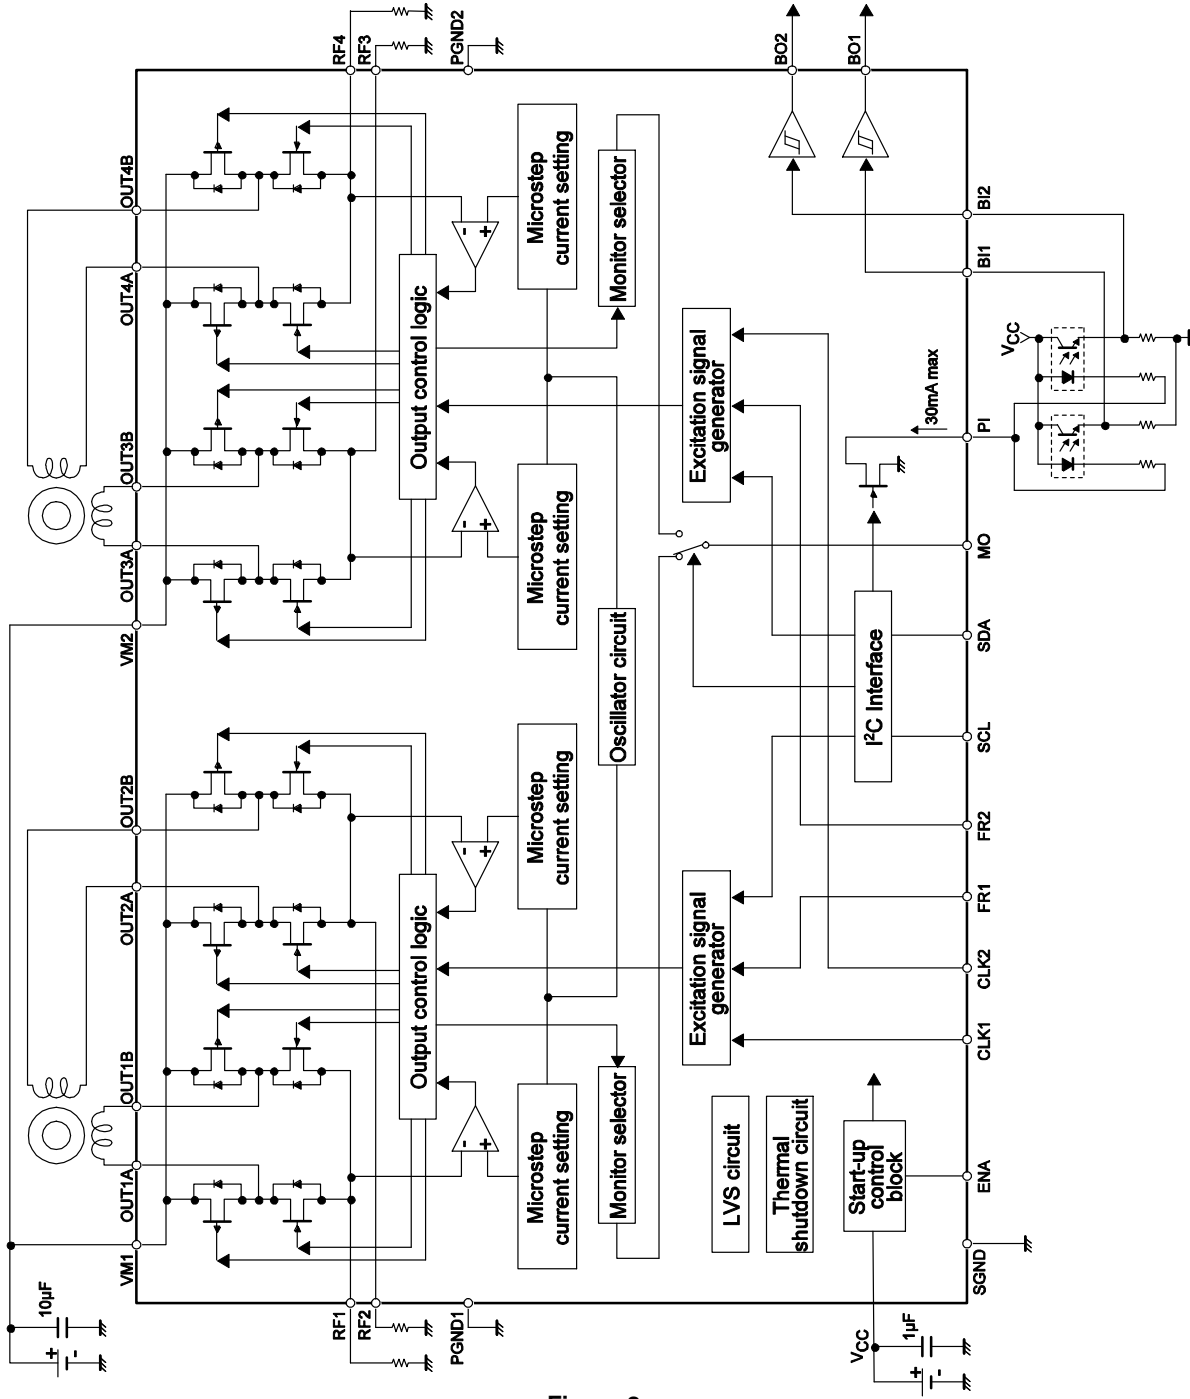 OUT4B
OUT4A
OUT3B
OUT3A
VM2
OUT2B
OUT2A
OUT1B
OUT1A
VM1
10µF
+
-
RF4
RF3
PGND2
Output control logic
-
+
-
+
Microstep
current setting
Microstep
current setting
Monitor selector
Oscillator circuit
Excitation signal
generator
Output control logic
-
+
-
+
Microstep
current setting
Microstep
current setting
Monitor selector
Excitation signal
generator
RF1
RF2
PGND1
LVS circuit
Thermal
shutdown circuit
Start-up
control
block
I²C Interface
30mA max
BO2
BO1
BI2
BI1
VCC
PI
MO
SDA
SCL
FR2
FR1
CLK2
CLK1
ENA
SGND
VCC
1µF
+
-